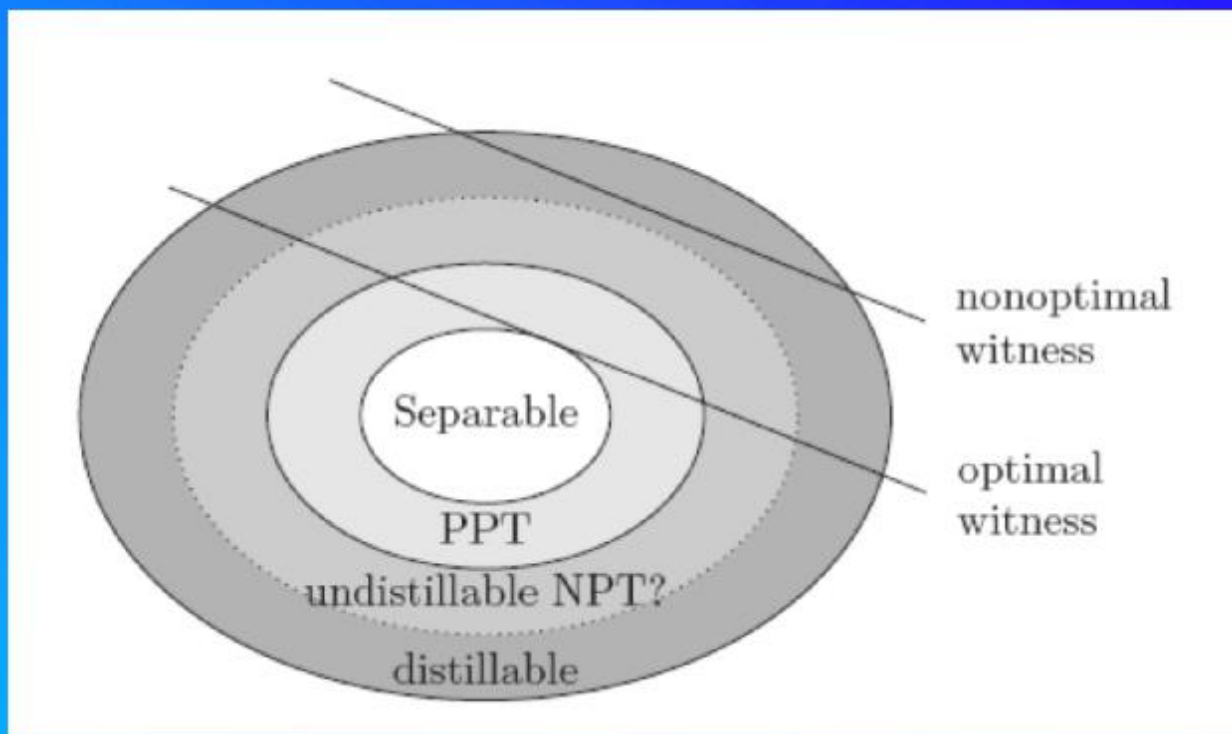 nonoptimal
witness
Separable
optimal
witness
PPT
undistillable NPT?
distillable